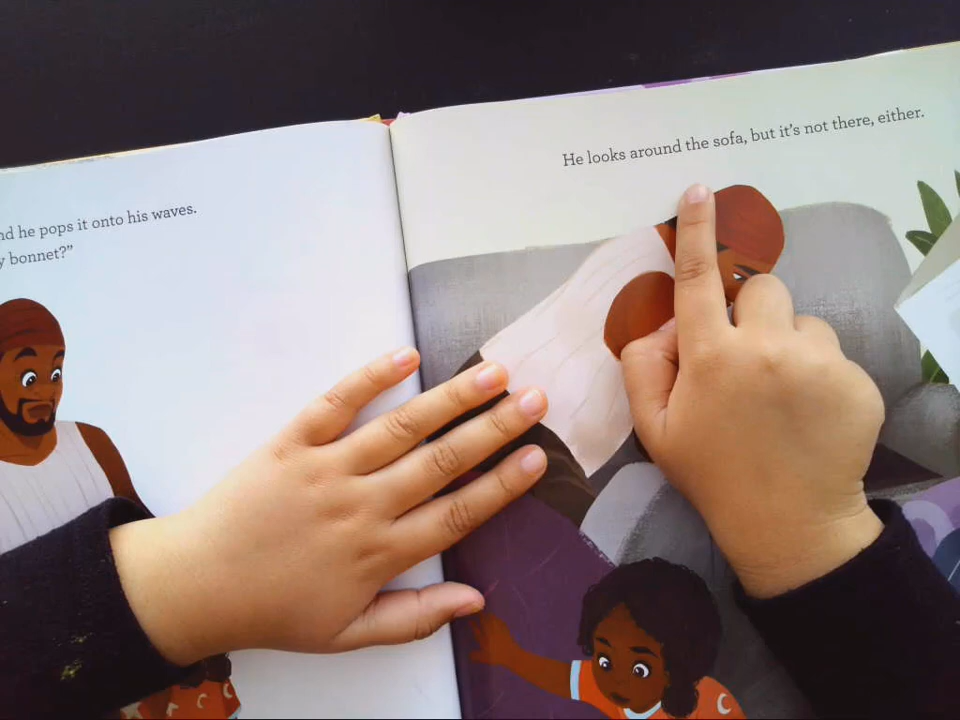 nd he pops it onto his waves.
y bonnet?”
He looks around the sofa, but it’s not there, either.